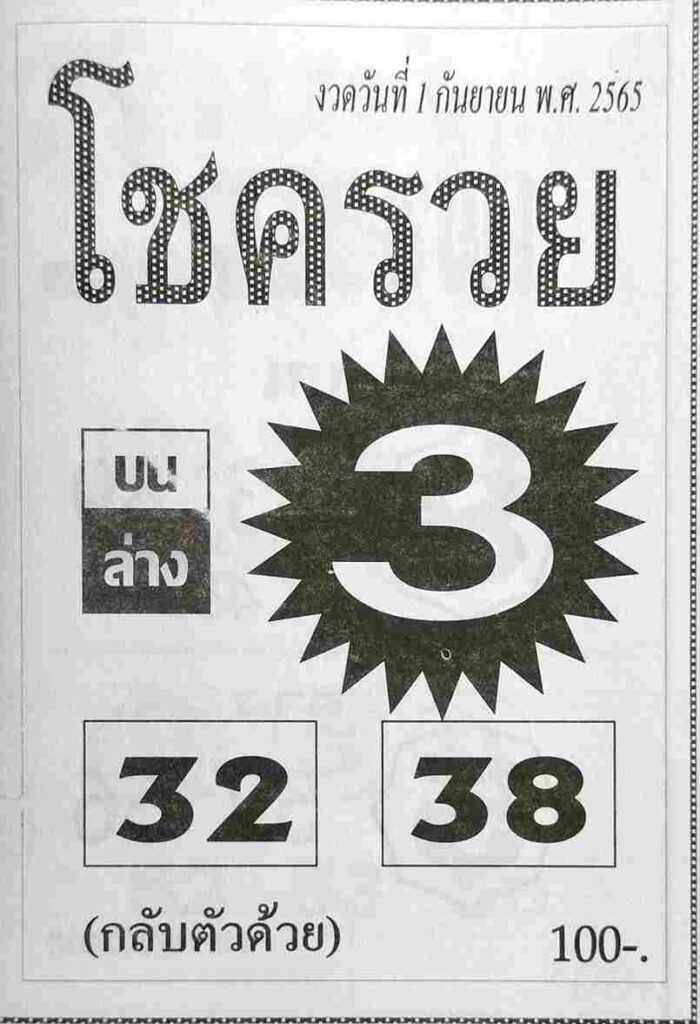 งวดวันที่ 1 กันยายน พ.ศ. 2565
โชครวย
บน
ล่าง
3
32 38
(กลับตัวด้วย) 100-.